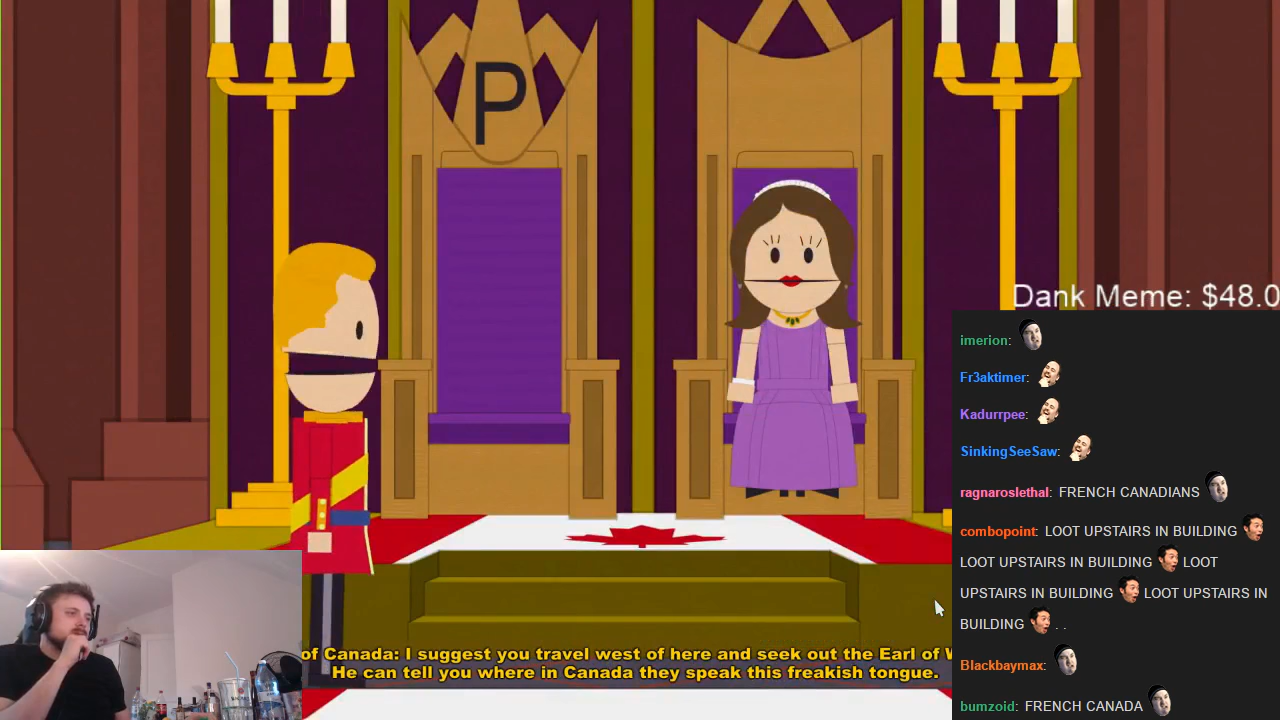 P
Dank Meme: $48.0
imerion:
Fr3aktimer:
Kadurrpee:
SinkingSeeSaw:
ragnaroslethal: FRENCH CANADIANS
combopoint: LOOT UPSTAIRS IN BUILDING
LOOT UPSTAIRS IN BUILDING LOOT
UPSTAIRS IN BUILDING LOOT UPSTAIRS IN
BUILDING . .
Blackbaymax:
bumzoid: FRENCH CANADA
of Canada: I suggest you travel west of here and seek out the Earl of W
He can tell you where in Canada they speak this freakish tongue.